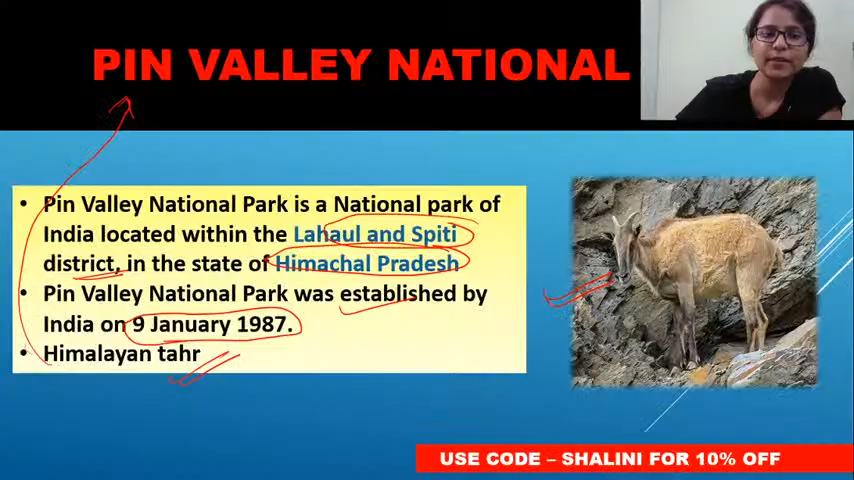 PIN VALLEY NATIONAL
• Pin Valley National Park is a National park of
India located within the Lahaul and Spiti
district, in the state of Himachal Pradesh
• Pin Valley National Park was established by
India on 9 January 1987.
• Himalayan tahr
USE CODE – SHALINI FOR 10% OFF